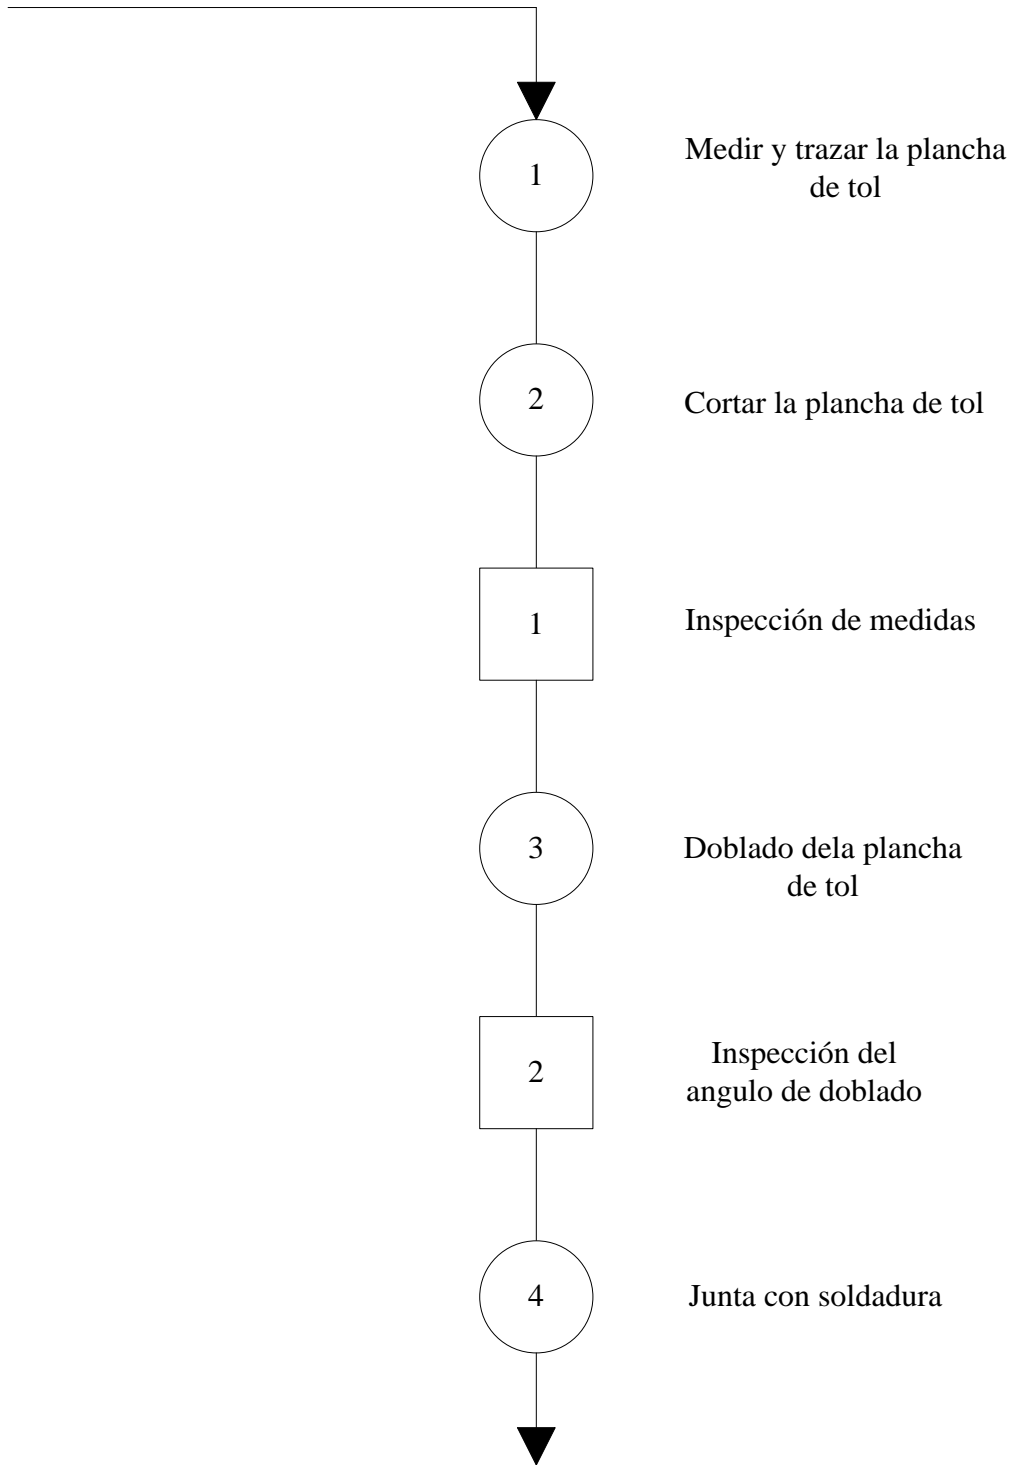 1
Medir y trazar la plancha
de tol
2
Cortar la plancha de tol
1
Inspección de medidas
3
Doblado dela plancha
de tol
2
Inspección del
angulo de doblado
4
Junta con soldadura